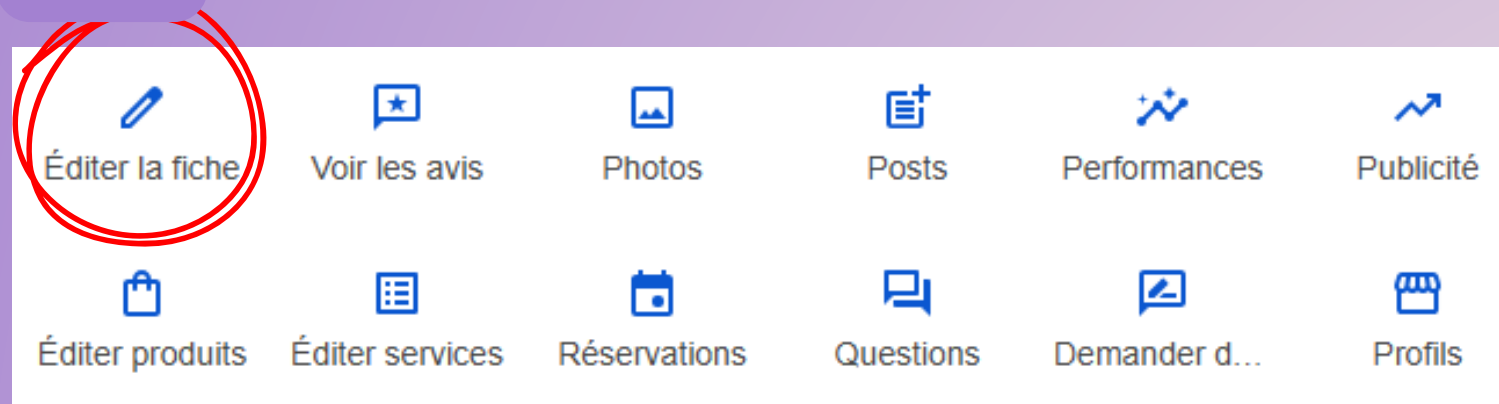 Éditer la fiche
Voir les avis
Photos
Posts
Performances
Publicité
Éditer produits
Éditer services
Réservations
Questions
Demander d...
Profils